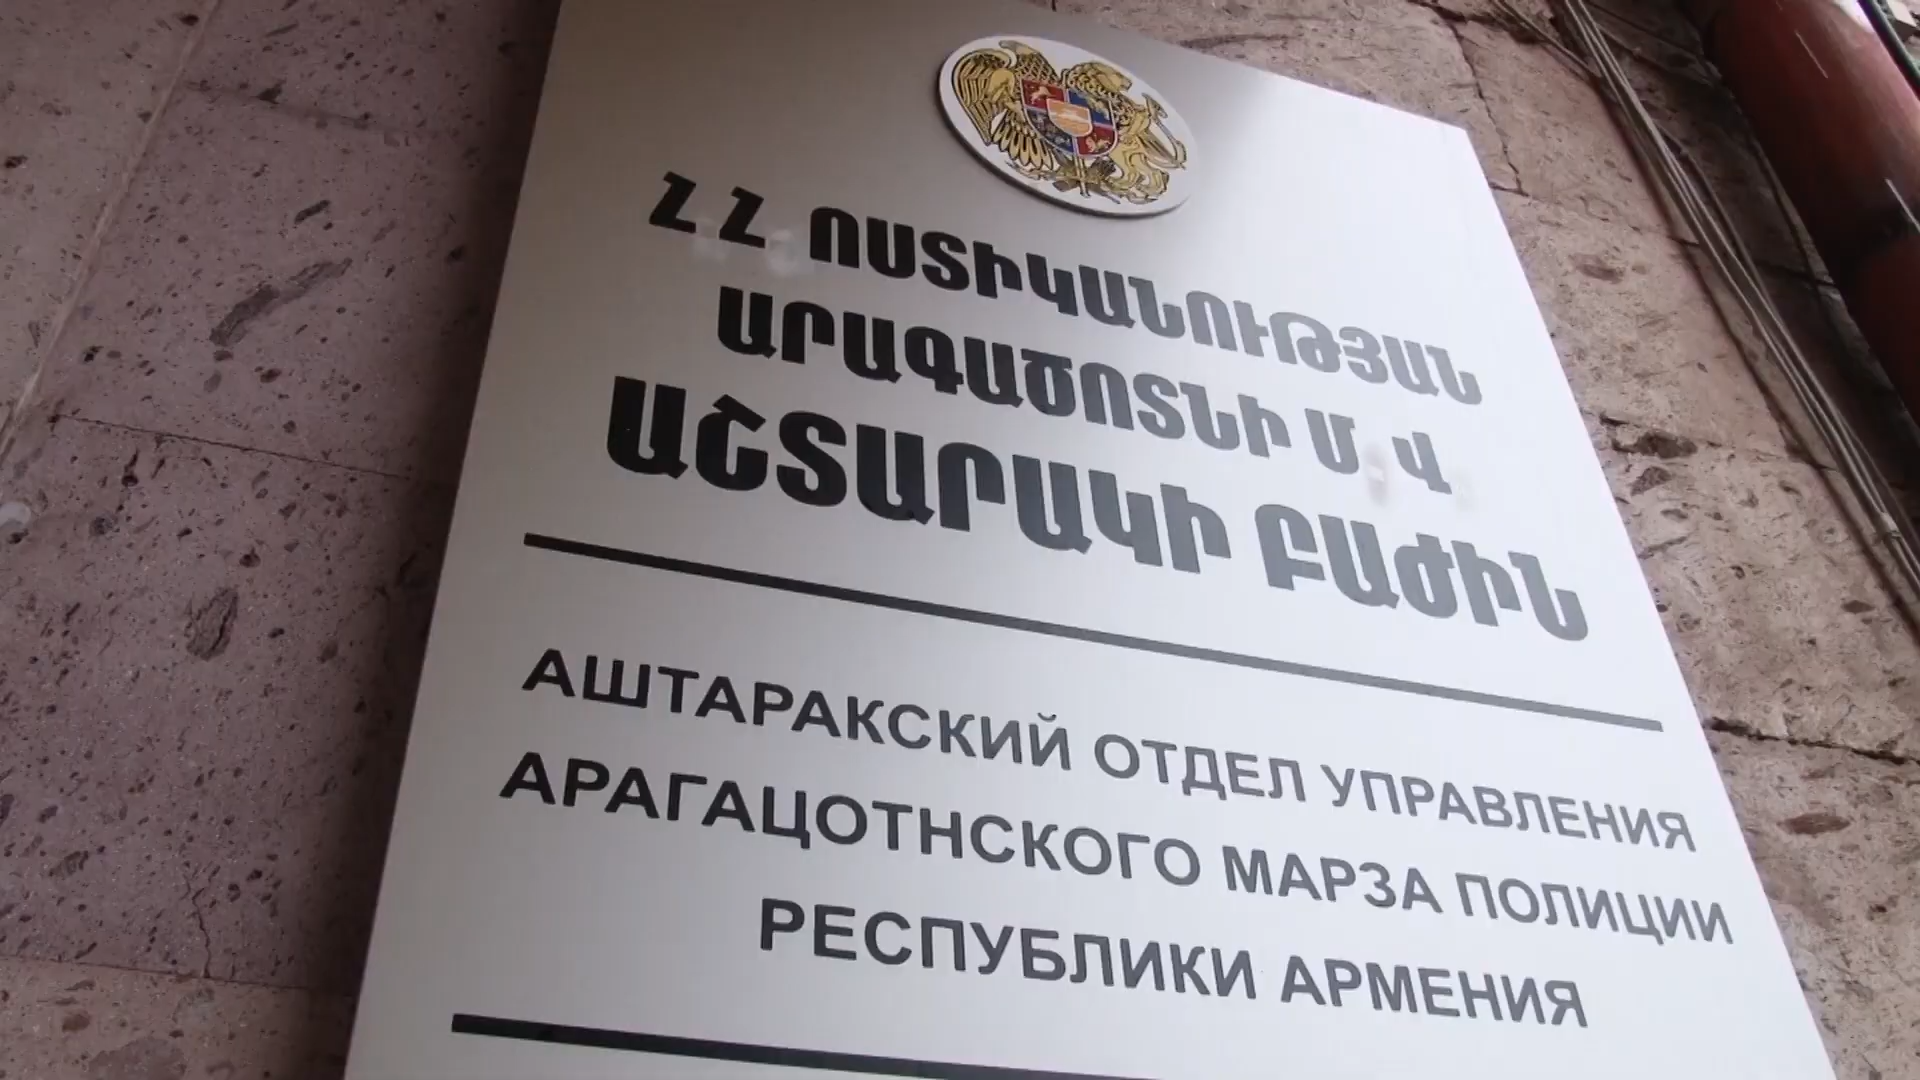 ՀՀ ՈՍՏԻԿԱՆՈՒԹՅԱՆ
ԱՐԱԳԱԾՈՏՆԻ Մ Վ
ԱՇՏԱՐԱԿԻ ԲԱԺԻՆ
АШТАРАКСКИЙ ОТДЕЛ УПРАВЛЕНИЯ
АРАГАЦОТНСКОГО МАРЗА ПОЛИЦИИ
РЕСПУБЛИКИ АРМЕНИЯ